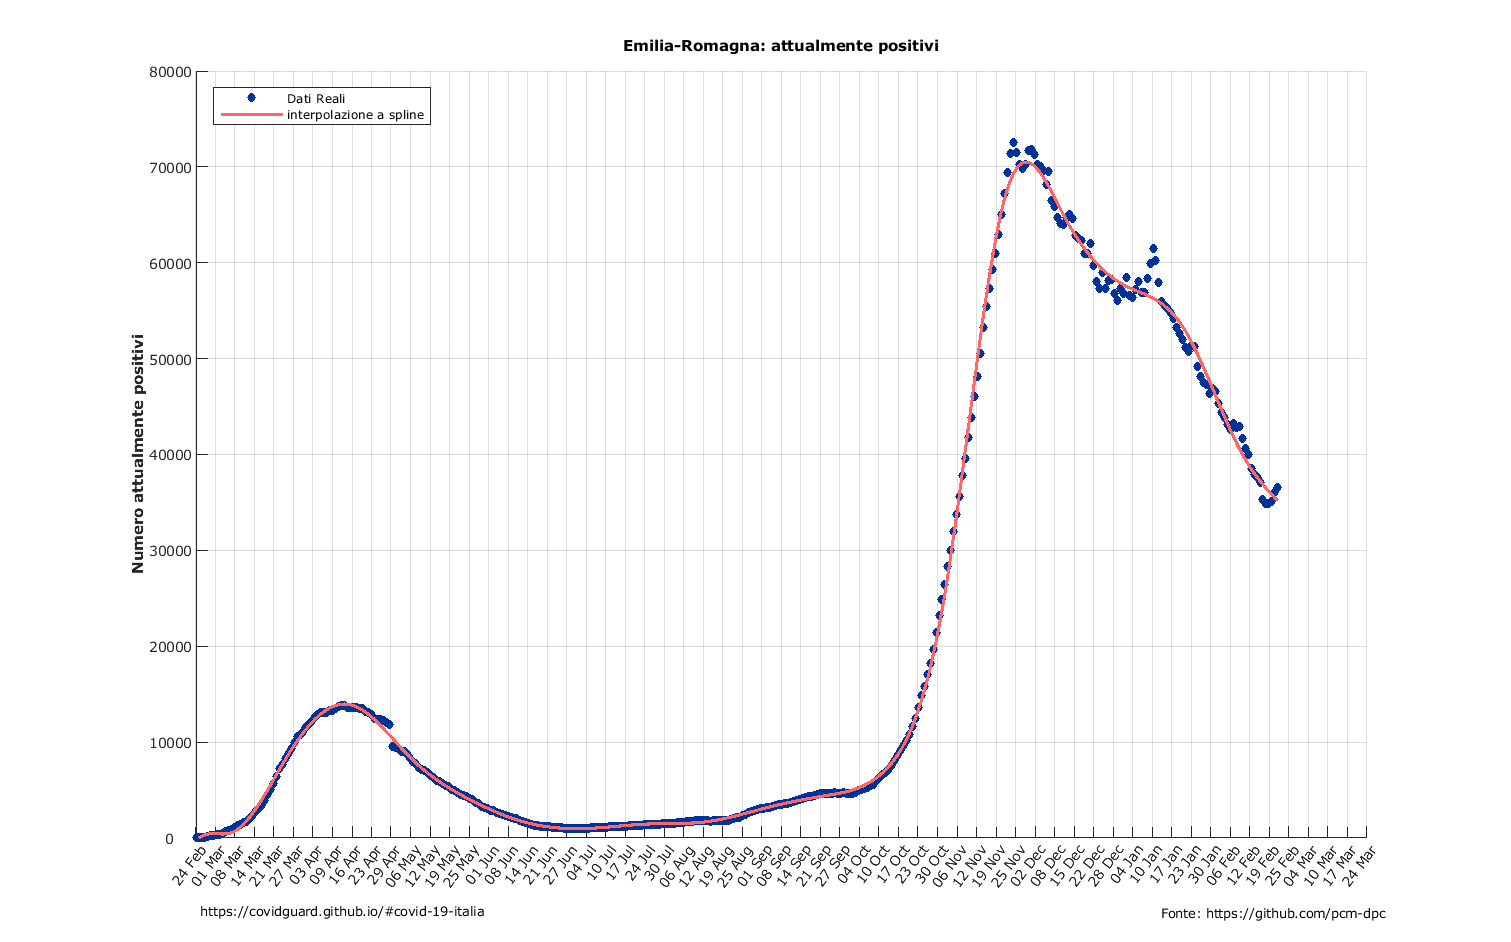 Emilia-Romagna: attualmente positivi
80000
70000
60000
50000
40000
30000
20000
10000
0
Numero attualmente positivi
Dati Reali
interpolazione a spline
24 Feb
01 Mar
08 Mar
14 Mar
21 Mar
27 Mar
03 Apr
09 Apr
16 Apr
23 Apr
29 Apr
06 May
12 May
19 May
25 May
01 Jun
08 Jun
14 Jun
21 Jun
27 Jun
04 Jul
10 Jul
17 Jul
24 Jul
30 Jul
06 Aug
12 Aug
19 Aug
25 Aug
01 Sep
08 Sep
14 Sep
21 Sep
27 Sep
04 Oct
10 Oct
17 Oct
23 Oct
30 Oct
06 Nov
12 Nov
19 Nov
25 Nov
02 Dec
08 Dec
15 Dec
22 Dec
28 Dec
04 Jan
10 Jan
17 Jan
23 Jan
30 Jan
06 Feb
12 Feb
19 Feb
25 Feb
04 Mar
10 Mar
17 Mar
24 Mar
https://covidguard.github.io/#covid-19-italia
Fonte: https://github.com/pcm-dpc